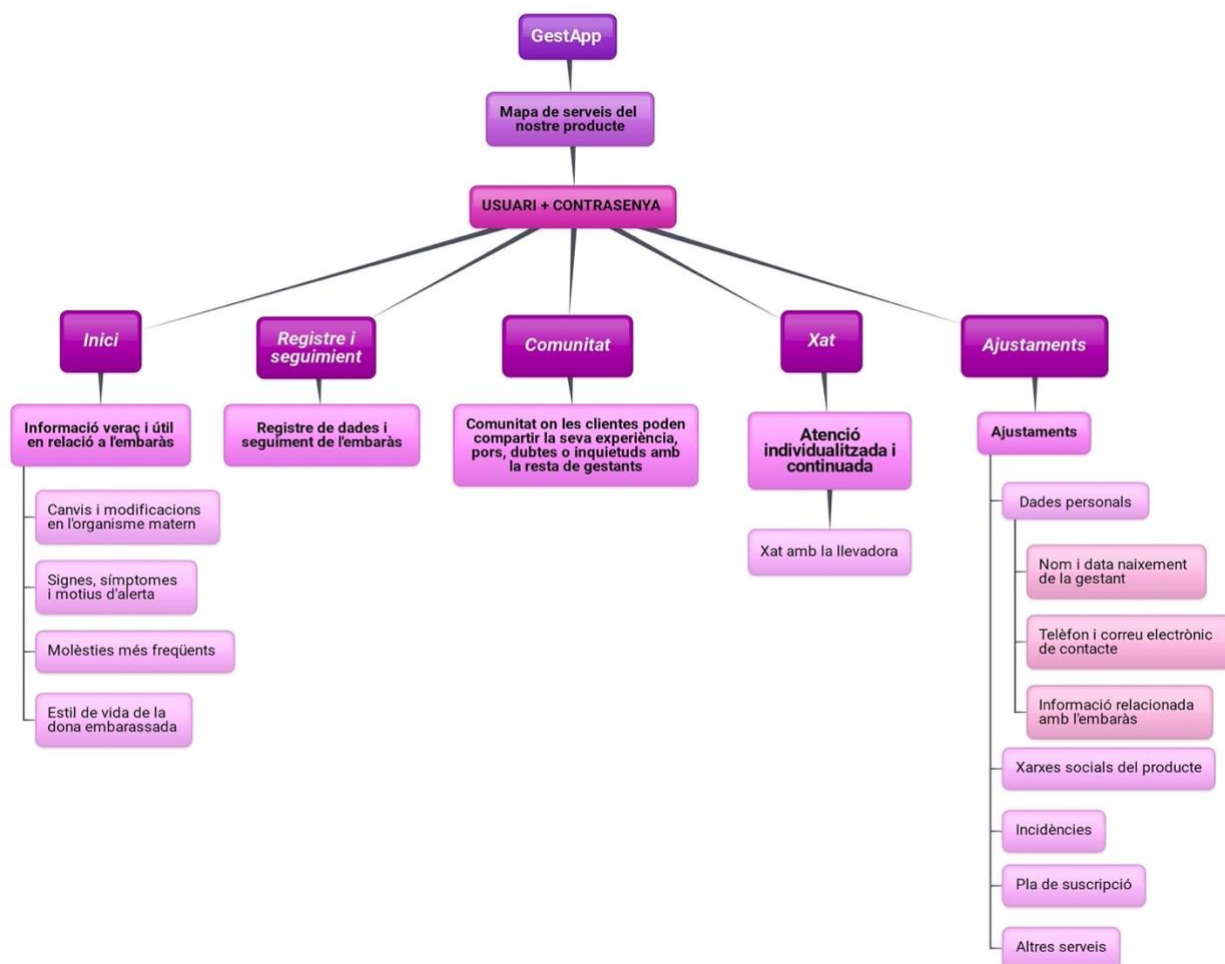 GestApp
Mapa de serveis del
nostre producte
USUARI + CONTRASENYA
Inici
Informació veraç i útil
en relació a l'embaràs
Canvis i modificacions
en l'organisme matern
Signes, símptomes
i motius d'alerta
Molèsties més freqüents
Estil de vida de la
dona embarassada
Registre i
seguimient
Registre de dades i
seguiment de l'embaràs
Comunitat
Comunitat on les clientes poden
compartir la seva experiència,
pors, dubtes o inquietuds amb
la resta de gestants
Xat
Atenció
individualitzada i
continuada
Xat amb la llevadora
Ajustaments
Ajustaments
Dades personals
Nom i data naixement
de la gestant
Telèfon i correu electrònic
de contacte
Informació relacionada
amb l'embaràs
Xarxes socials del producte
Incidències
Pla de suscripció
Altres serveis